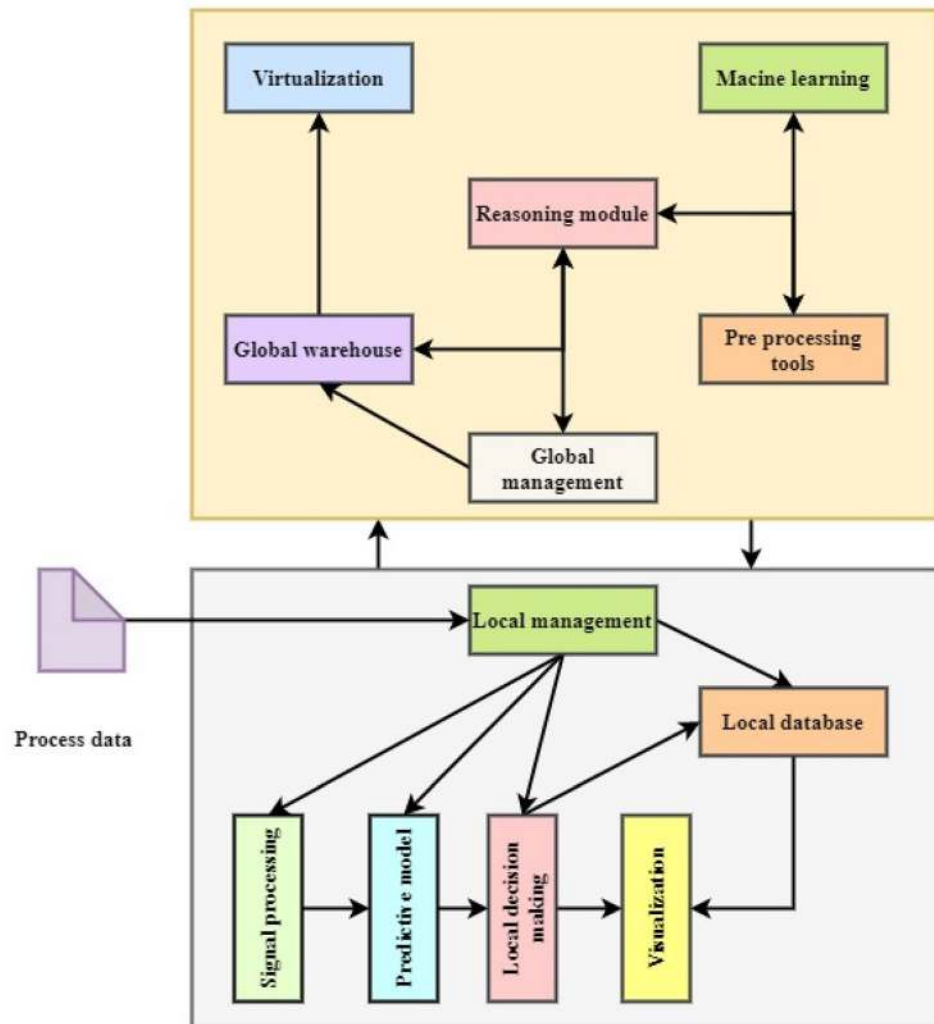 Virtualization
Macine learning
Reasoning module
Global warehouse
Pre processing
tools
Global
management
Local management
Process data
Local database
Signal processing
Predictive model
Local decision
making
Visualization